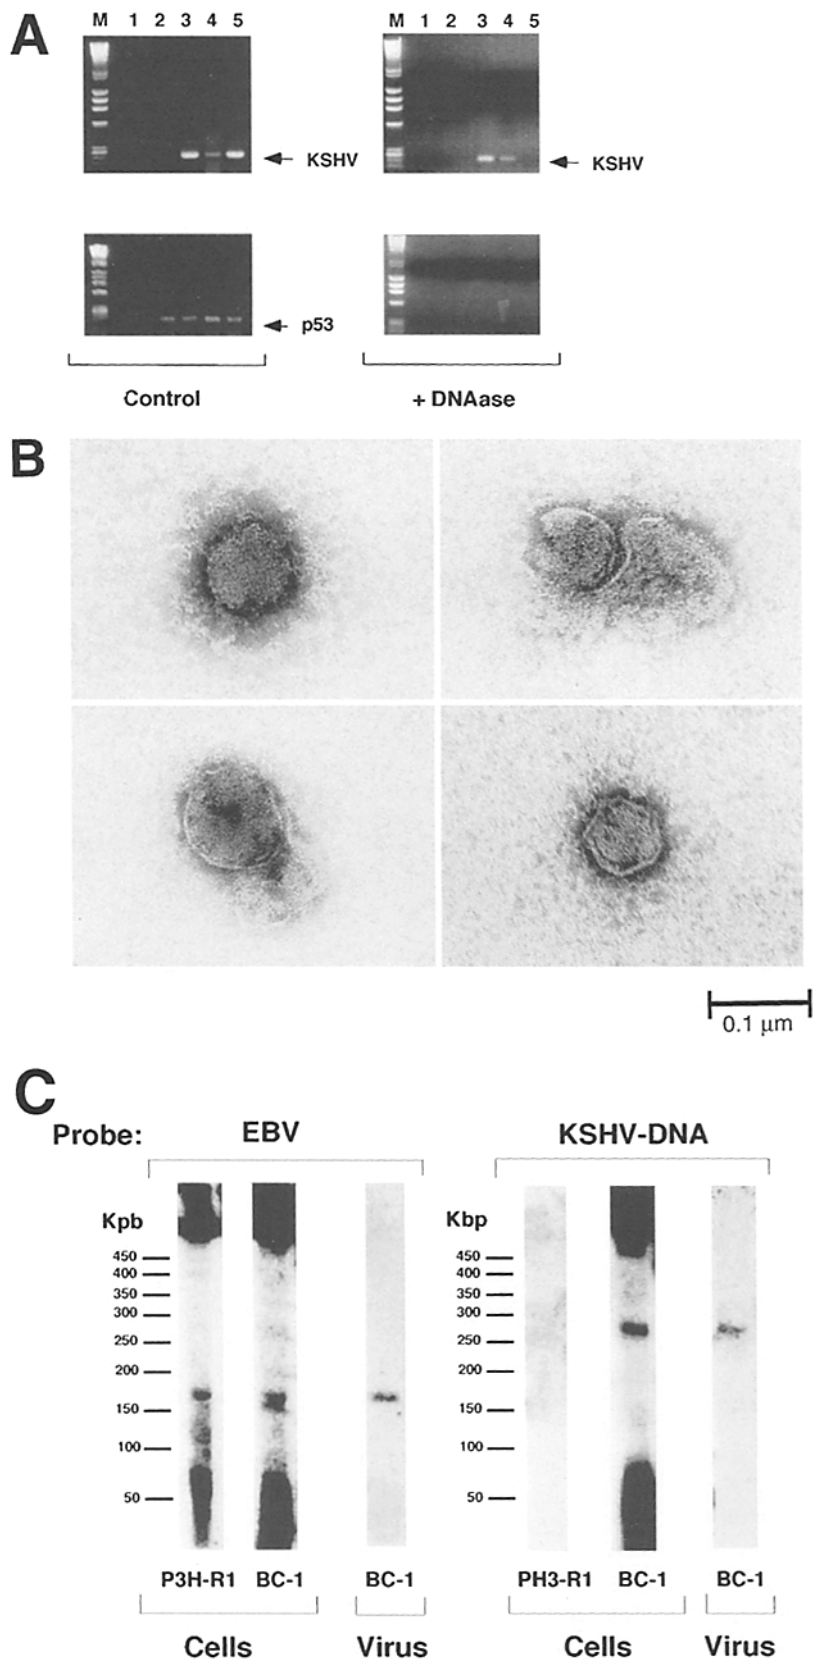 A
M 1 2 3 4 5
M 1 2 3 4 5
KSHV
KSHV
p53
Control
+ DNAase
B
0.1 µm
C
Probe:
EBV
KSHV-DNA
Kpb
450
400
350
300
250
200
150
100
50
Kbp
450
400
350
300
250
200
150
100
50
P3H-R1 BC-1 BC-1
PH3-R1 BC-1 BC-1
Cells Virus
Cells Virus